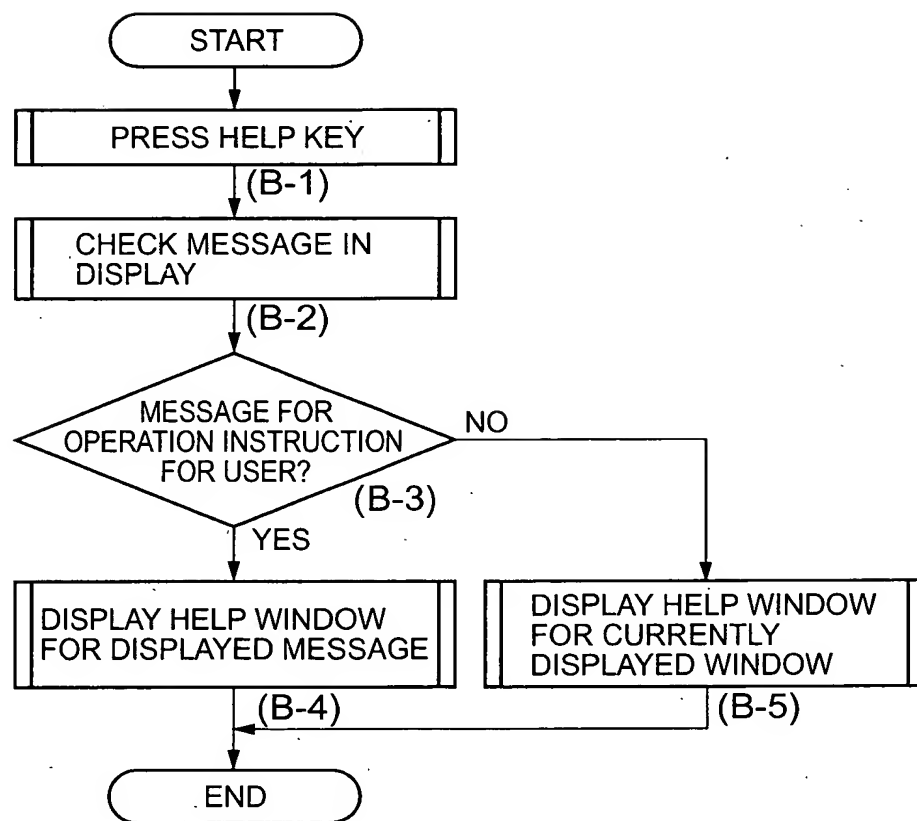 START
PRESS HELP KEY
(B-1)
CHECK MESSAGE IN
DISPLAY
(B-2)
MESSAGE FOR
OPERATION INSTRUCTION
FOR USER?
NO
(B-3)
YES
DISPLAY HELP WINDOW
FOR DISPLAYED MESSAGE
DISPLAY HELP WINDOW
FOR CURRENTLY
DISPLAYED WINDOW
(B-4)
(B-5)
END